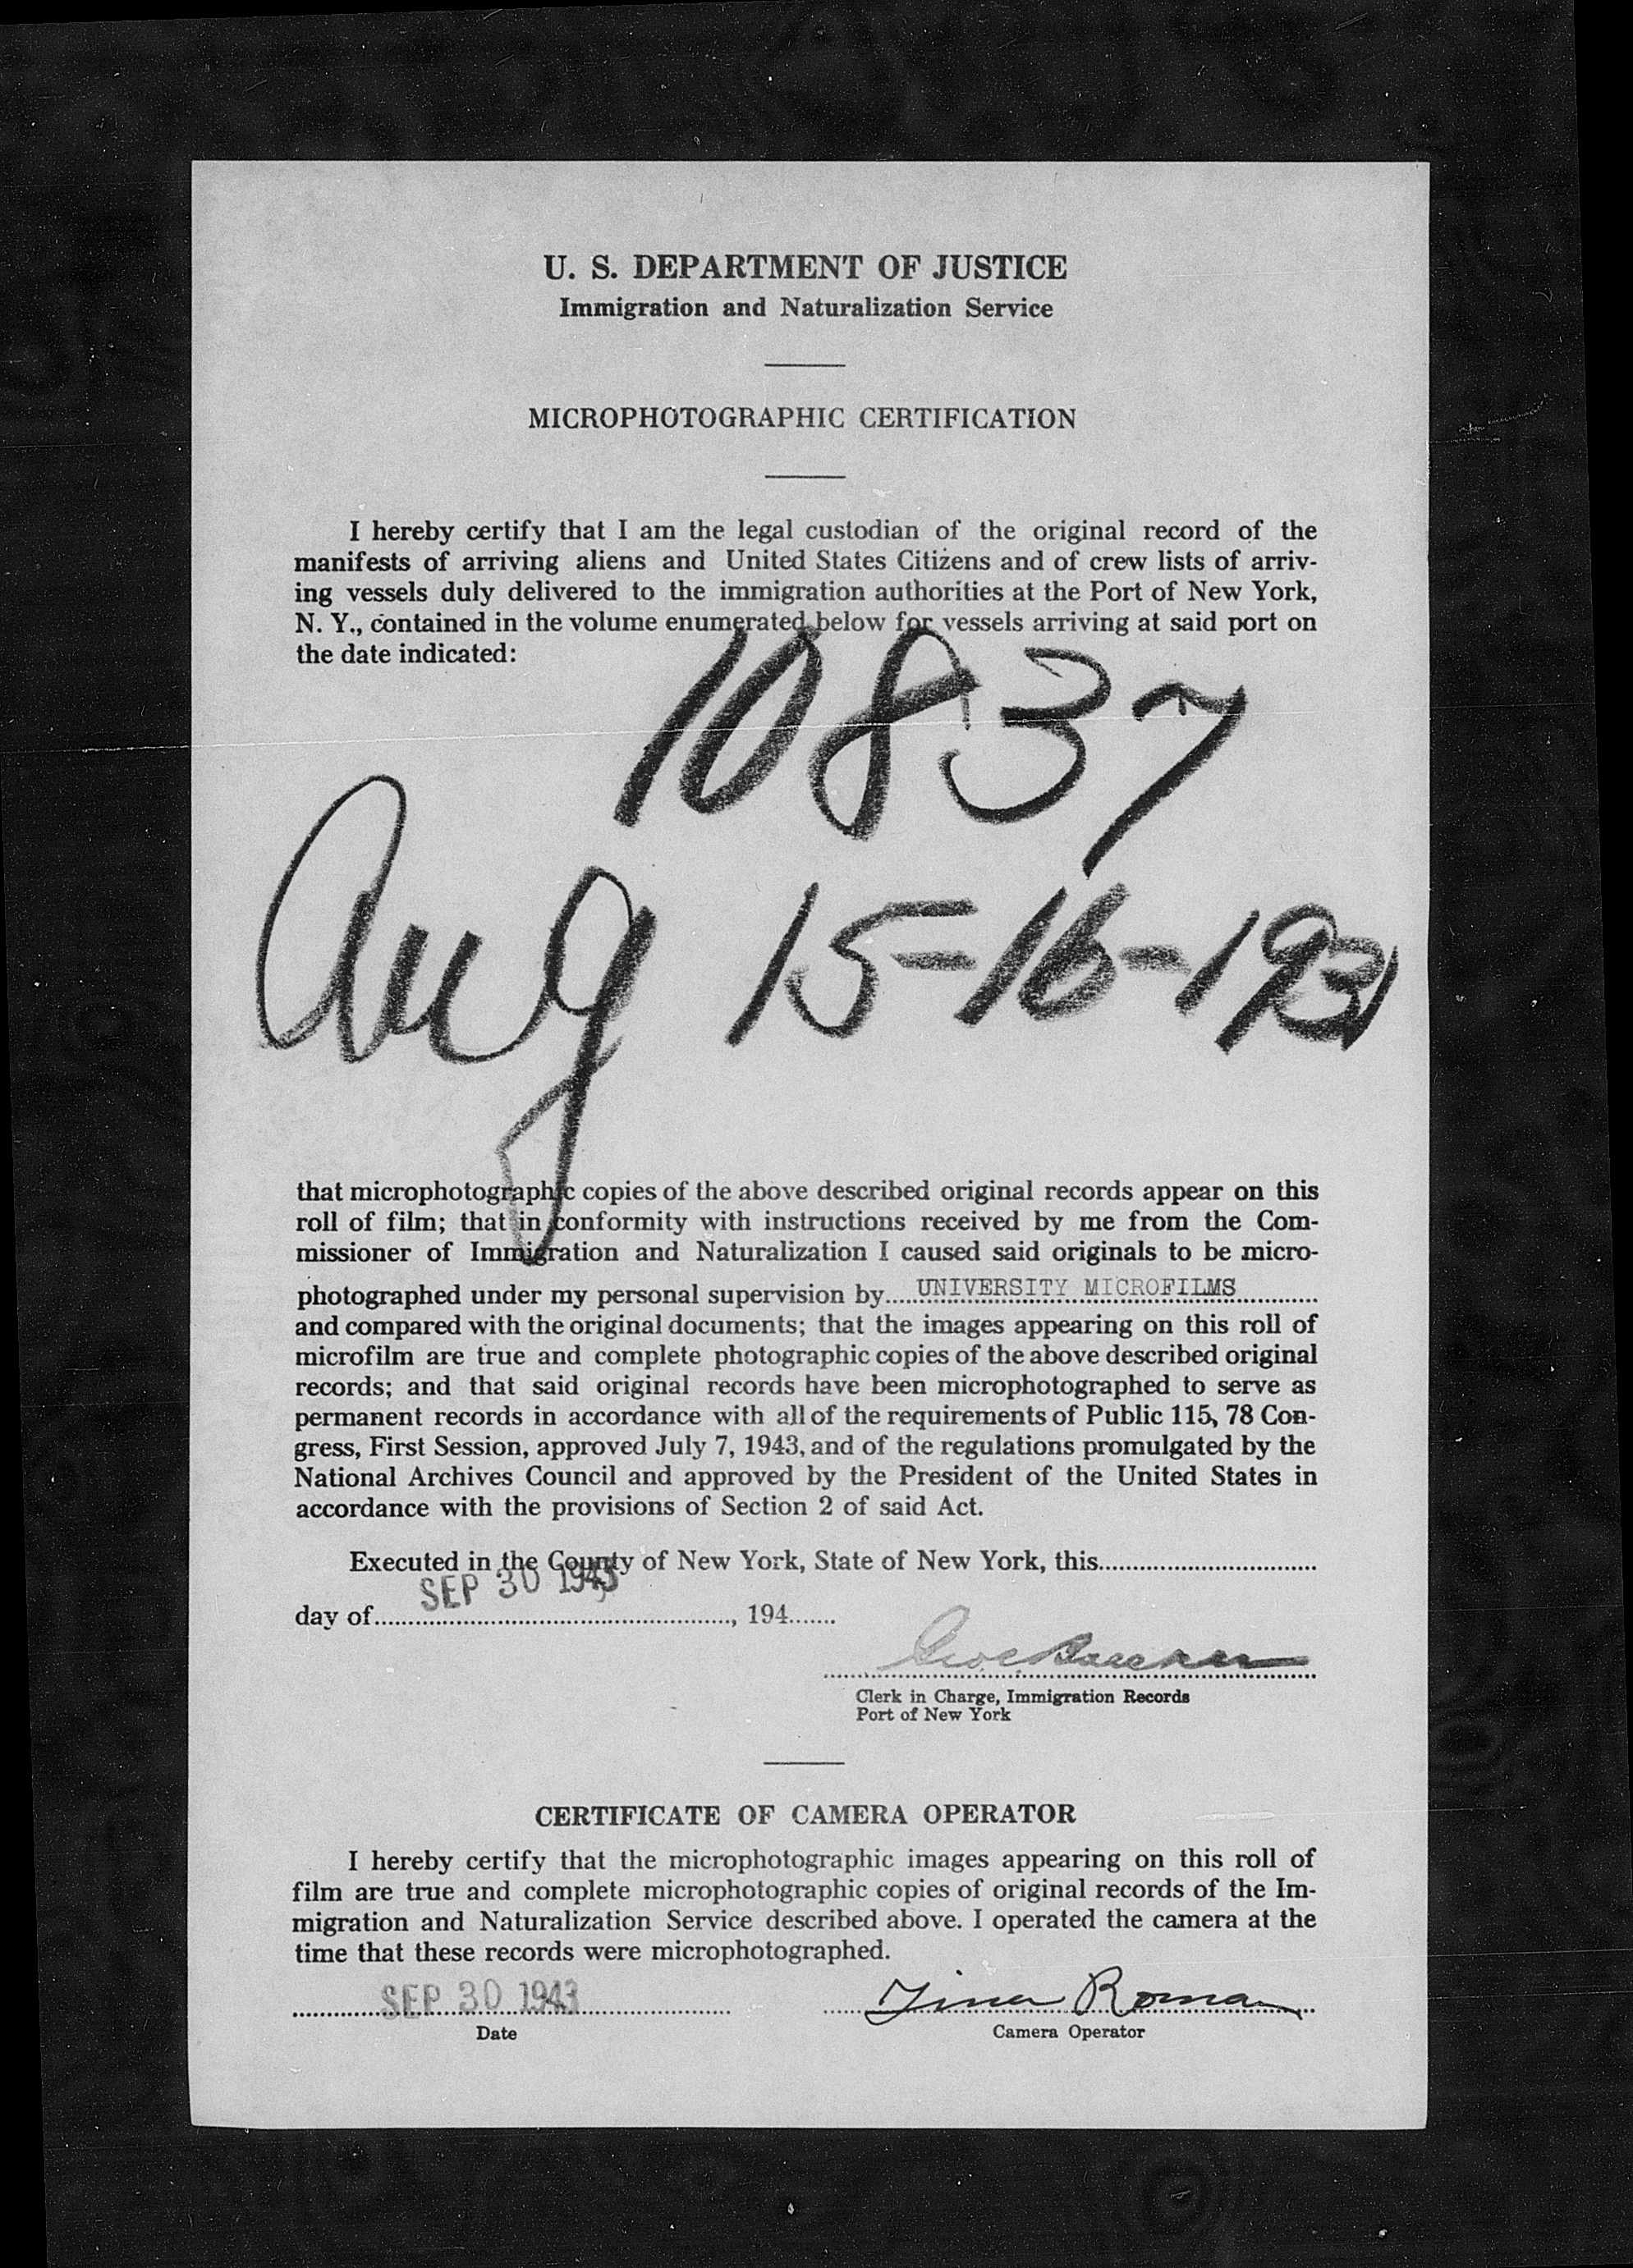 U. S. DEPARTMENT OF JUSTICE
Immigration and Naturalization Service
MICROPHOTOGRAPHIC CERTIFICATION
I hereby certify that I am the legal custodian of the original record of the
manifests of arriving aliens and United States Citizens and of crew lists of arriv-
ing vessels duly delivered to the immigration authorities at the Port of New York,
N. Y., contained in the volume enumerated below for vessels arriving at said port on
the date indicated:
10837
Aug 15-16-1931
that microphotographic copies of the above described original records appear on this
roll of film; that in conformity with instructions received by me from the Com-
missioner of Immigration and Naturalization I caused said originals to be micro-
photographed under my personal supervision by UNIVERSITY MICROFILMS
and compared with the original documents; that the images appearing on this roll of
microfilm are true and complete photographic copies of the above described original
records; and that said original records have been microphotographed to serve as
permanent records in accordance with all of the requirements of Public 115, 78 Con-
gress, First Session, approved July 7, 1943, and of the regulations promulgated by the
National Archives Council and approved by the President of the United States in
accordance with the provisions of Section 2 of said Act.
Executed in the County of New York, State of New York, this
SEP 30 1943
day of , 194
Clerk in Charge, Immigration Records
Port of New York
CERTIFICATE OF CAMERA OPERATOR
I hereby certify that the microphotographic images appearing on this roll of
film are true and complete microphotographic copies of original records of the Im-
migration and Naturalization Service described above. I operated the camera at the
time that these records were microphotographed.
SEP 30 1943 Tina Roman
Date Camera Operator